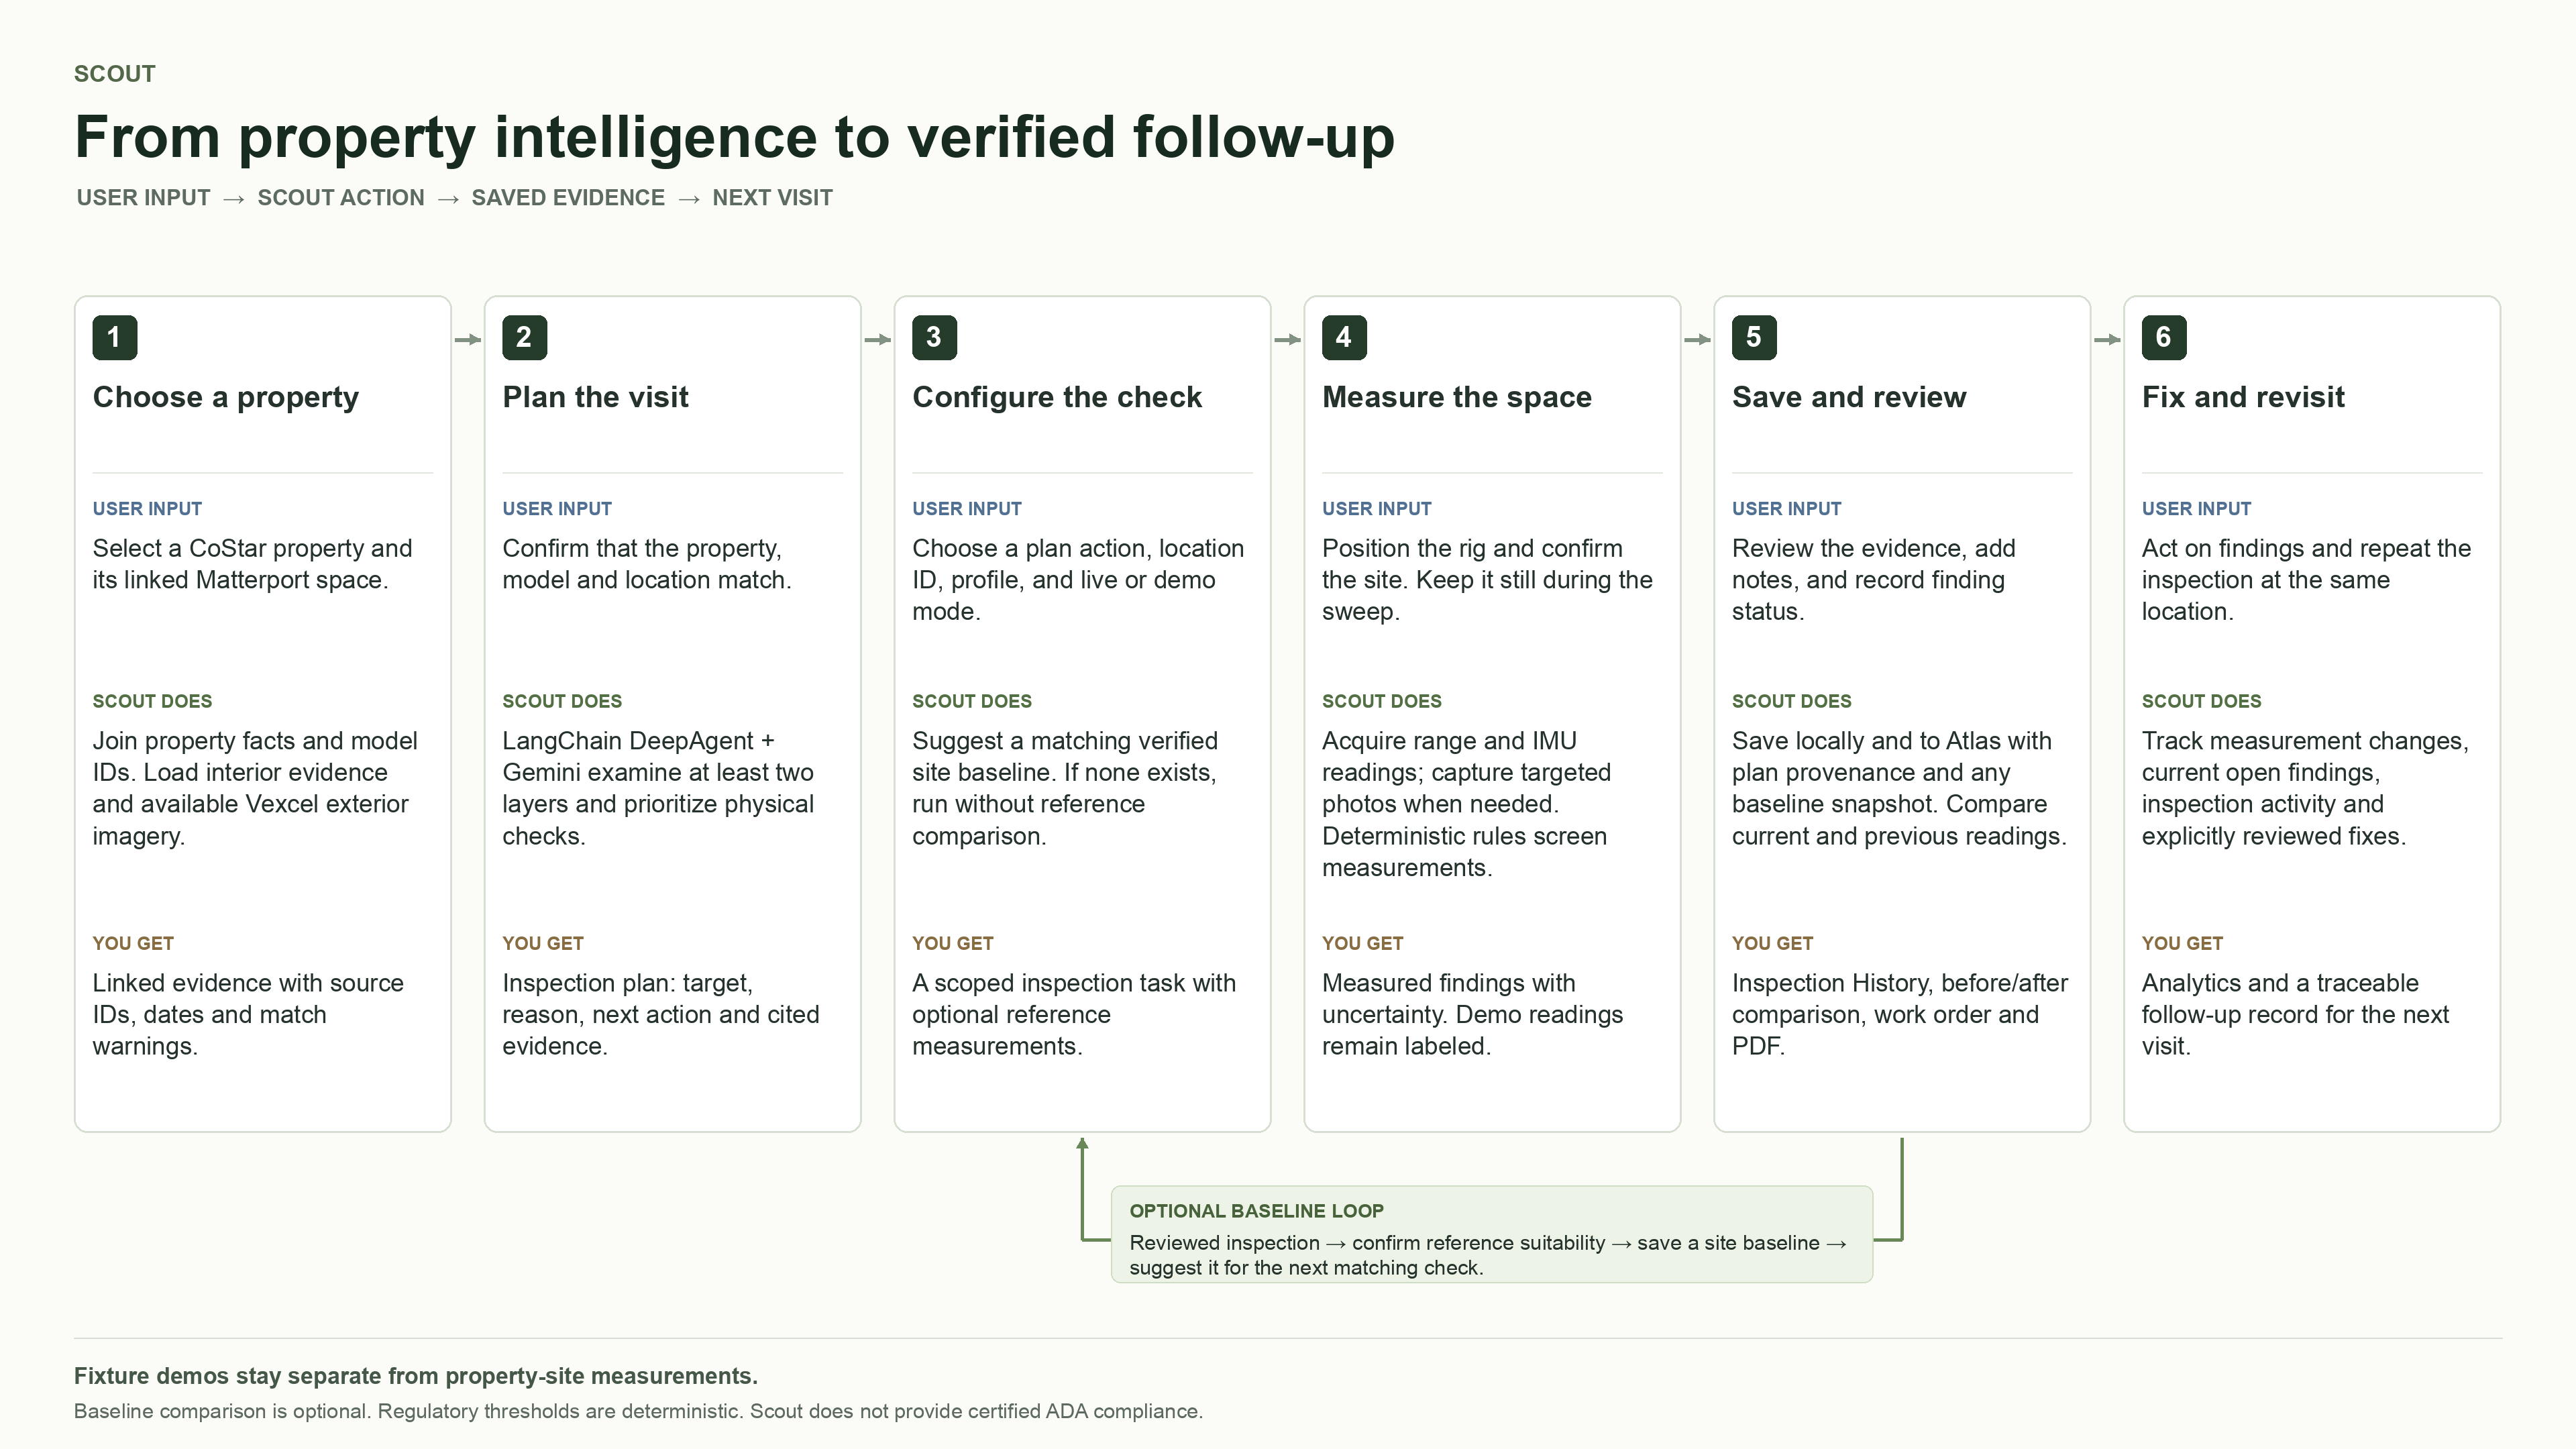 SCOUT
From property intelligence to verified follow-up
USER INPUT → SCOUT ACTION → SAVED EVIDENCE → NEXT VISIT
1
Choose a property
USER INPUT
Select a CoStar property and
its linked Matterport space.
SCOUT DOES
Join property facts and model
IDs. Load interior evidence
and available Vexcel exterior
imagery.
YOU GET
Linked evidence with source
IDs, dates and match
warnings.
2
Plan the visit
USER INPUT
Confirm that the property,
model and location match.
SCOUT DOES
LangChain DeepAgent +
Gemini examine at least two
layers and prioritize physical
checks.
YOU GET
Inspection plan: target,
reason, next action and cited
evidence.
3
Configure the check
USER INPUT
Choose a plan action, location
ID, profile, and live or demo
mode.
SCOUT DOES
Suggest a matching verified
site baseline. If none exists,
run without reference
comparison.
YOU GET
A scoped inspection task with
optional reference
measurements.
4
Measure the space
USER INPUT
Position the rig and confirm
the site. Keep it still during the
sweep.
SCOUT DOES
Acquire range and IMU
readings; capture targeted
photos when needed.
Deterministic rules screen
measurements.
YOU GET
Measured findings with
uncertainty. Demo readings
remain labeled.
5
Save and review
USER INPUT
Review the evidence, add
notes, and record finding
status.
SCOUT DOES
Save locally and to Atlas with
plan provenance and any
baseline snapshot. Compare
current and previous readings.
YOU GET
Inspection History, before/after
comparison, work order and
PDF.
6
Fix and revisit
USER INPUT
Act on findings and repeat the
inspection at the same
location.
SCOUT DOES
Track measurement changes,
current open findings,
inspection activity and
explicitly reviewed fixes.
YOU GET
Analytics and a traceable
follow-up record for the next
visit.
OPTIONAL BASELINE LOOP
Reviewed inspection → confirm reference suitability → save a site baseline →
suggest it for the next matching check.
Fixture demos stay separate from property-site measurements.
Baseline comparison is optional. Regulatory thresholds are deterministic. Scout does not provide certified ADA compliance.